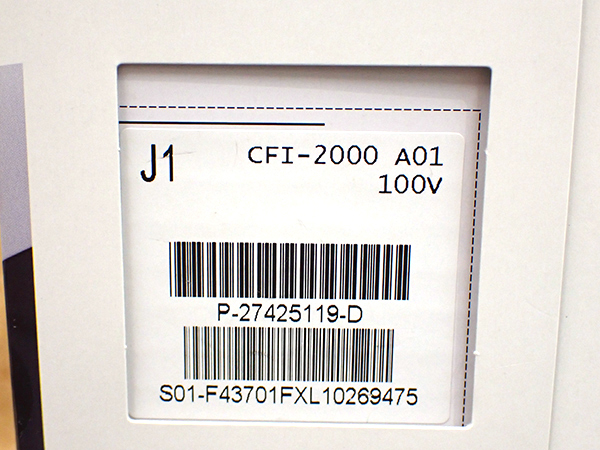 J1
CFI-2000 A01
100V
P-27425119-D
S01-F43701FXL10269475